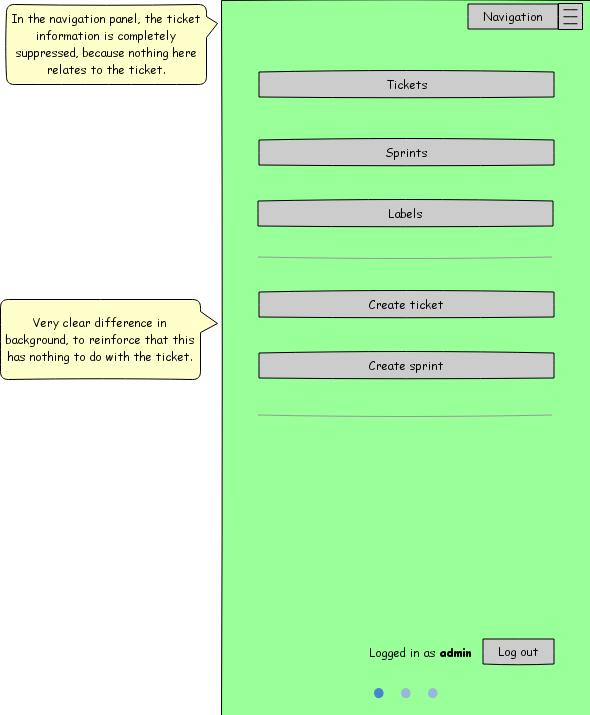 In the navigation panel, the ticket
information is completely
suppressed, because nothing here
relates to the ticket.
Navigation
Tickets
Sprints
Labels
Very clear difference in
background, to reinforce that this
has nothing to do with the ticket.
Create ticket
Create sprint
Logged in as admin
Log out